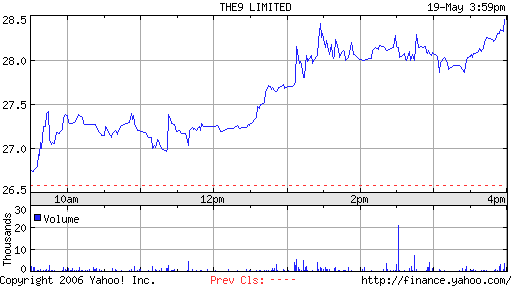 THE9 LIMITED 19-May 3:59pm
28.5
28.0
27.5
27.0
26.5
10am 12pm 2pm 4pm
30
20
10
0
Thousands
Volume
Copyright 2006 Yahoo! Inc. Prev Cls: ---- http://finance.yahoo.com/